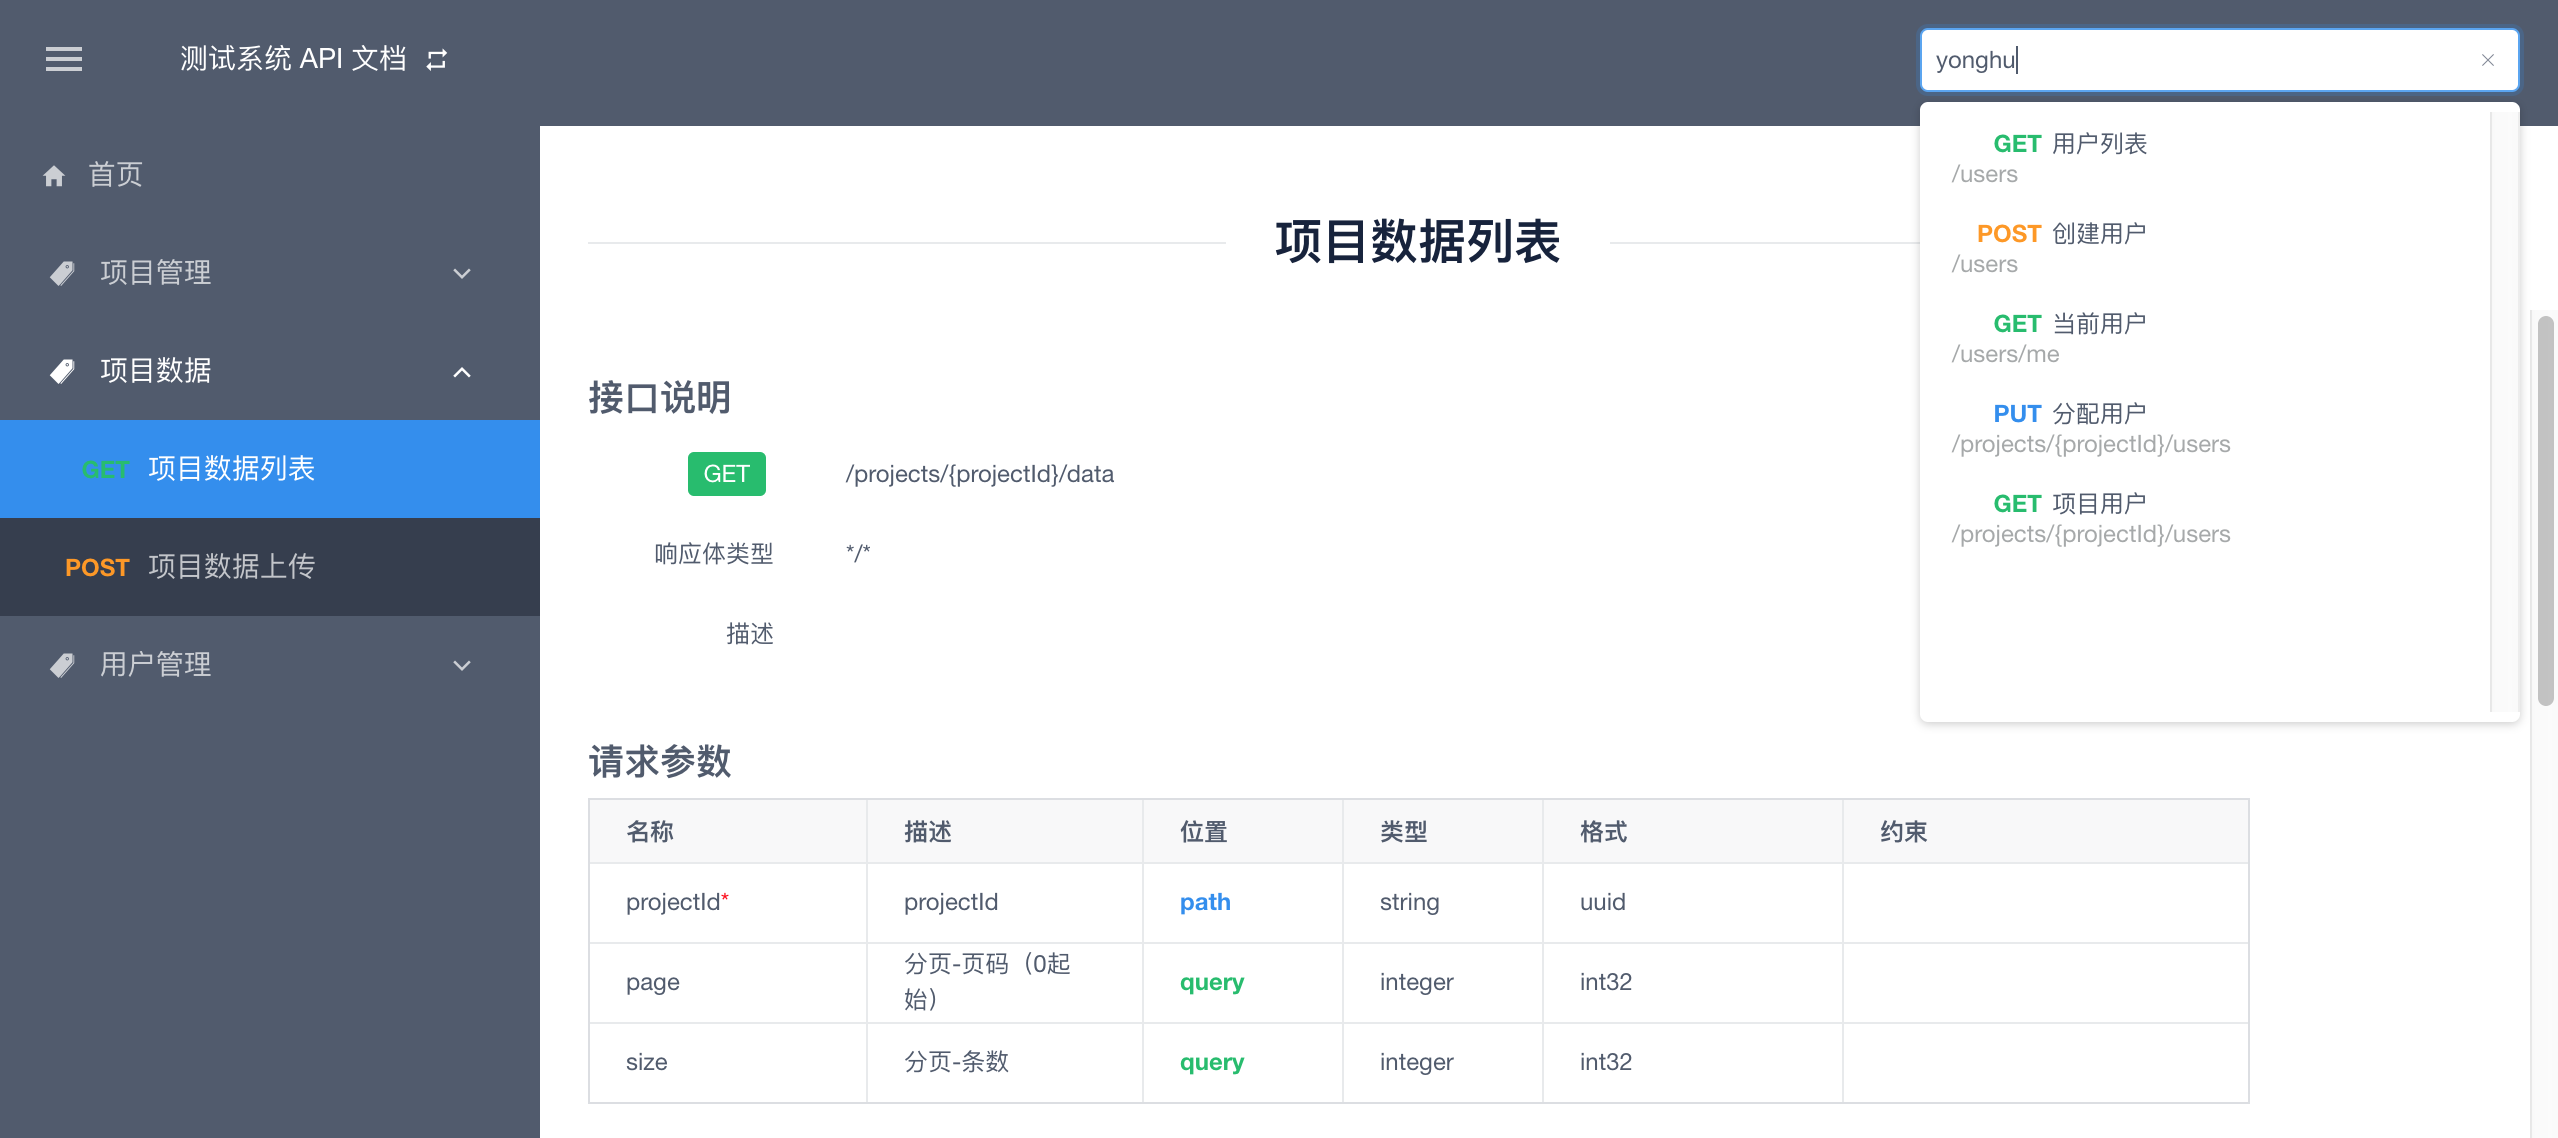 测试系统 API 文档
yonghu
首页
项目管理
项目数据
GET 项目数据列表
POST 项目数据上传
用户管理
GET 用户列表
/users
POST 创建用户
/users
GET 当前用户
/users/me
PUT 分配用户
/projects/{projectId}/users
GET 项目用户
/projects/{projectId}/users
项目数据列表
接口说明
GET /projects/{projectId}/data
响应体类型 */*
描述
请求参数
名称 描述 位置 类型 格式 约束
projectId* projectId path string uuid
page 分页-页码（0起始） query integer int32
size 分页-条数 query integer int32